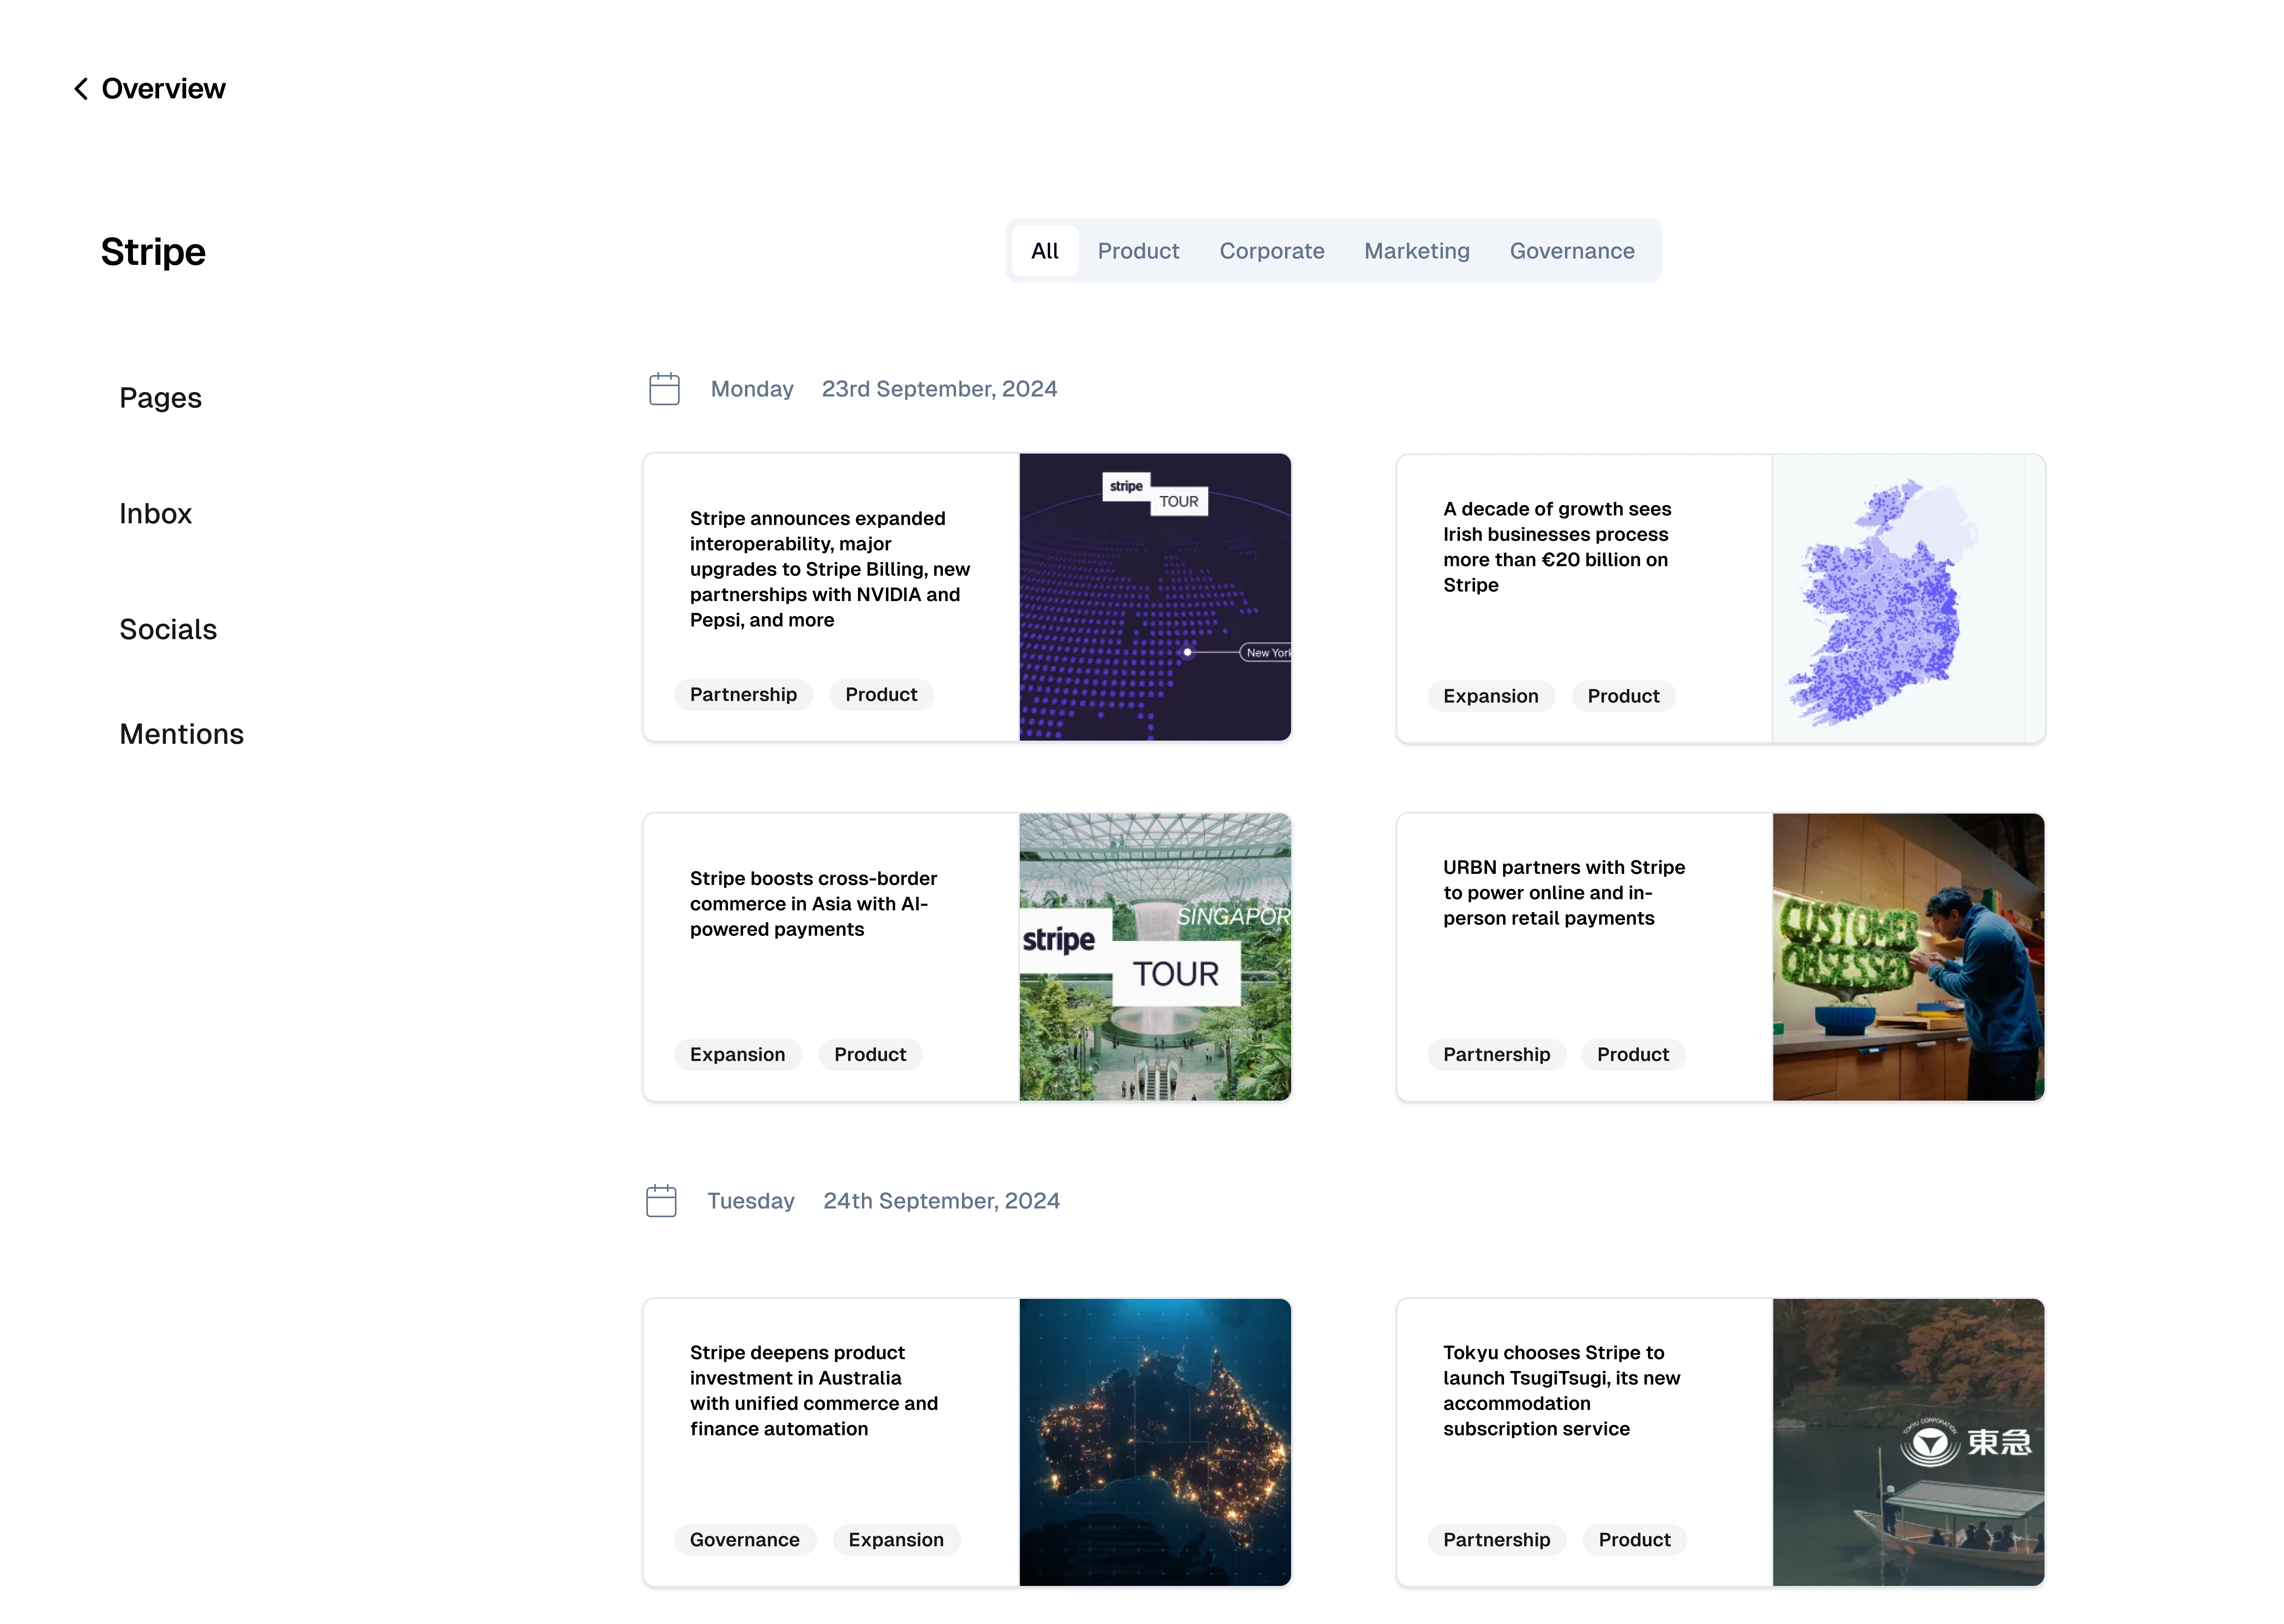 Overview
Stripe
All Product Corporate Marketing Governance
Pages
Inbox
Socials
Mentions
Monday 23rd September, 2024
Stripe announces expanded
interoperability, major
upgrades to Stripe Billing, new
partnerships with NVIDIA and
Pepsi, and more
Partnership Product
stripe
TOUR
New York
A decade of growth sees
Irish businesses process
more than €20 billion on
Stripe
Expansion Product
Stripe boosts cross-border
commerce in Asia with AI-
powered payments
Expansion Product
SINGAPOR
stripe
TOUR
URBN partners with Stripe
to power online and in-
person retail payments
Partnership Product
CUSTOMER
OBSESSED
Tuesday 24th September, 2024
Stripe deepens product
investment in Australia
with unified commerce and
finance automation
Governance Expansion
Tokyu chooses Stripe to
launch TsugiTsugi, its new
accommodation
subscription service
Partnership Product
TOKYU CORPORATION
東急